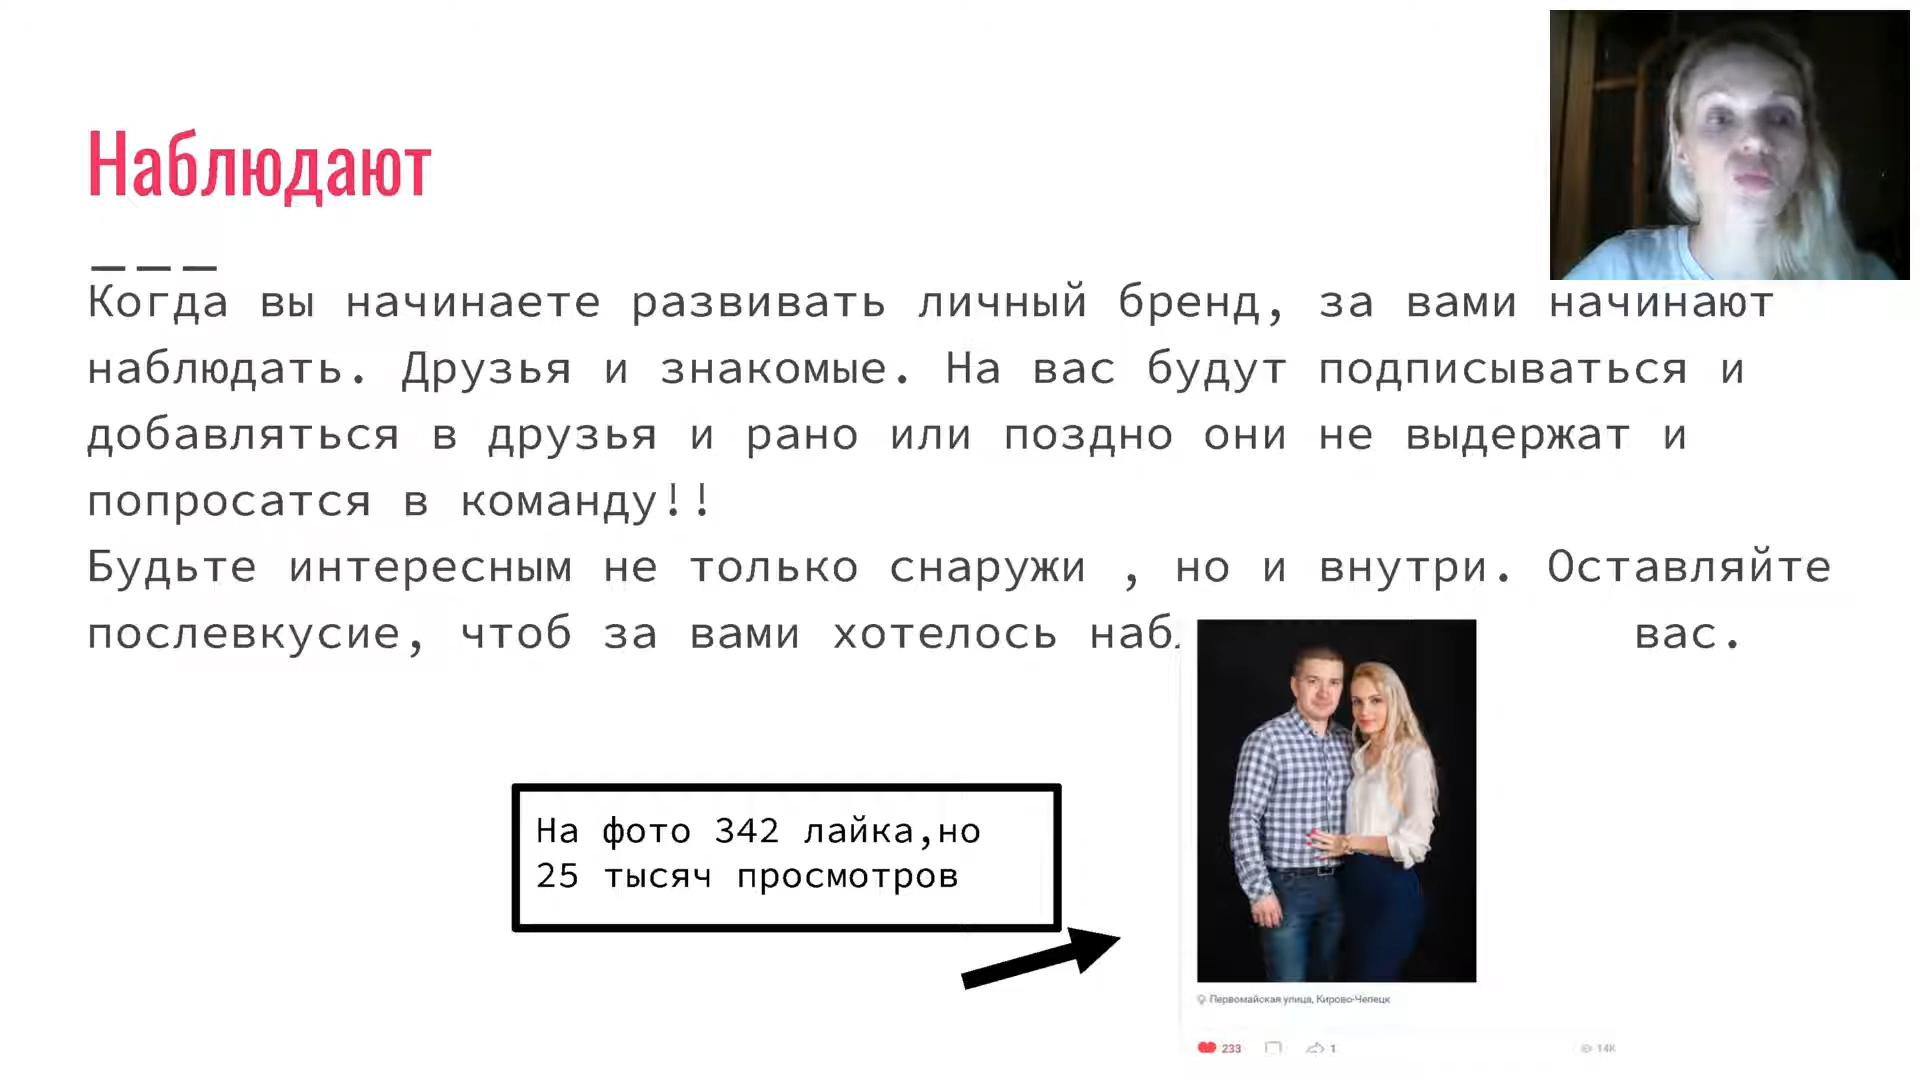 Наблюдают
Когда вы начинаете развивать личный бренд, за вами начинают
наблюдать. Друзья и знакомые. На вас будут подписываться и
добавляться в друзья и рано или поздно они не выдержат и
попросатся в команду!!
Будьте интересным не только снаружи , но и внутри. Оставляйте
послевкусие, чтоб за вами хотелось вас.
На фото 342 лайка,но
25 тысяч просмотров
Первомайская улица, Кирово-Чепецк
233 1 14K